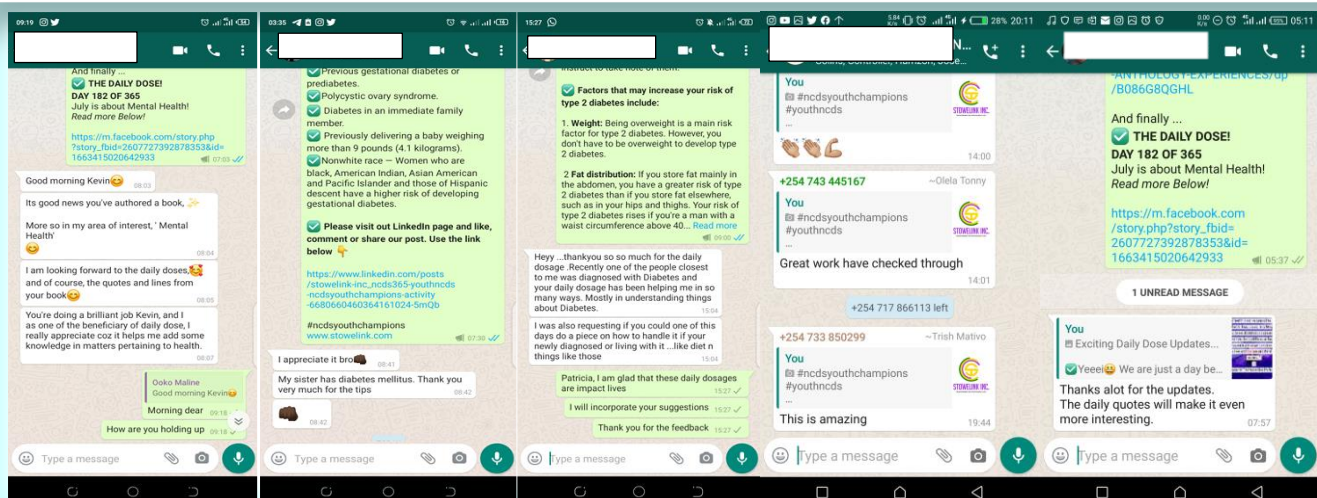 09:19
And finally ...
✅ THE DAILY DOSE!
DAY 182 OF 365
July is about Mental Health!
Read more Below!
https://m.facebook.com/story.php
?story_fbid=2607727392878353&id=
1663415020642933
07:03
Good morning Kevin😊
08:03
Its good news you've authored a book, ✨
More so in my area of interest, ' Mental
Health'
😊
08:04
I am looking forward to the daily doses,🥰
and of course, the quotes and lines from
your book😊
08:05
You're doing a brilliant job Kevin, and I
as one of the beneficiary of daily dose, I
really appreciate coz it helps me add some
knowledge in matters pertaining to health.
08:07
Ooko Maline
Good morning Kevin😊
Morning dear 09:18
How are you holding up 09:18
Type a message
03:35
✅Previous gestational diabetes or
prediabetes.
✅Polycystic ovary syndrome.
✅ Diabetes in an immediate family
member.
✅ Previously delivering a baby weighing
more than 9 pounds (4.1 kilograms).
✅Nonwhite race — Women who are
black, American Indian, Asian American
and Pacific Islander and those of Hispanic
descent have a higher risk of developing
gestational diabetes.
✅ Please visit out LinkedIn page and like,
comment or share our post. Use the link
below 👇
https://www.linkedin.com/posts
/stowelink-inc_ncds365-youthncds
-ncdsyouthchampions-activity
-6680660460364161024-5mQb
#ncdsyouthchampions
www.stowelink.com
07:30
I appreciate it bro
08:41
My sister has diabetes mellitus. Thank you
very much for the tips
08:42
08:42
Type a message
15:27
instruct to take note of them.
✅ Factors that may increase your risk of
type 2 diabetes include:
1. Weight: Being overweight is a main risk
factor for type 2 diabetes. However, you
don't have to be overweight to develop type
2 diabetes.
2 Fat distribution: If you store fat mainly in
the abdomen, you have a greater risk of type
2 diabetes than if you store fat elsewhere,
such as in your hips and thighs. Your risk of
type 2 diabetes rises if you're a man with a
waist circumference above 40... Read more
09:00
Heyy ...thankyou so so much for the daily
dosage .Recently one of the people closest
to me was diagnosed with Diabetes and
your daily dosage has been helping me in so
many ways. Mostly in understanding things
about Diabetes.
15:04
I was also requesting if you could one of this
days do a piece on how to handle it if your
newly diagnosed or living with it ...like diet n
things like those
15:04
Patricia, I am glad that these daily dosages
are impact lives
15:27
I will incorporate your suggestions 15:27
Thank you for the feedback 15:27
Type a message
5.84 K/s
28% 20:11
N...
You
#ncdsyouthchampions
#youthncds
...
STOWELINK INC.
14:00
+254 743 445167 ~Olela Tonny
You
#ncdsyouthchampions
#youthncds
...
STOWELINK INC.
Great work have checked through
14:01
+254 717 866113 left
+254 733 850299 ~Trish Mativo
You
#ncdsyouthchampions
#youthncds
...
STOWELINK INC.
This is amazing
19:44
Type a message
0.00 K/s
05:11
-ANTHOLOGY-EXPERIENCES/dp
/B086G8QGHL
And finally ...
✅ THE DAILY DOSE!
DAY 182 OF 365
July is about Mental Health!
Read more Below!
https://m.facebook.com
/story.php?story_fbid=
2607727392878353&id=
1663415020642933
05:37
1 UNREAD MESSAGE
You
Exciting Daily Dose Updates...
✅Yeeei😀 We are just a day be...
Thanks alot for the updates.
The daily quotes will make it even
more interesting.
07:57
Type a message